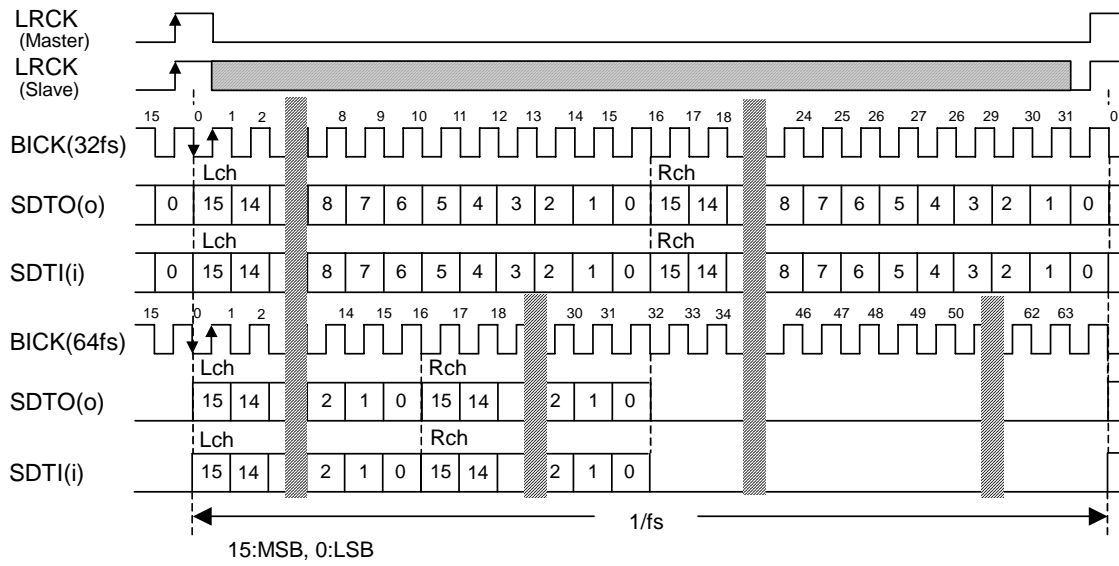 LRCK
(Master)
LRCK
(Slave)
15 0 1 2 8 9 10 11 12 13 14 15 16 17 18 24 25 26 27 26 29 30 31 0
BICK(32fs)
Lch Rch
SDTO(o) 0 15 14 8 7 6 5 4 3 2 1 0 15 14 8 7 6 5 4 3 2 1 0
Lch Rch
SDTI(i) 0 15 14 8 7 6 5 4 3 2 1 0 15 14 8 7 6 5 4 3 2 1 0
15 0 1 2 14 15 16 17 18 30 31 32 33 34 46 47 48 49 50 62 63
BICK(64fs)
Lch Rch
SDTO(o) 15 14 2 1 0 15 14 2 1 0
Lch Rch
SDTI(i) 15 14 2 1 0 15 14 2 1 0
1/fs
15:MSB, 0:LSB